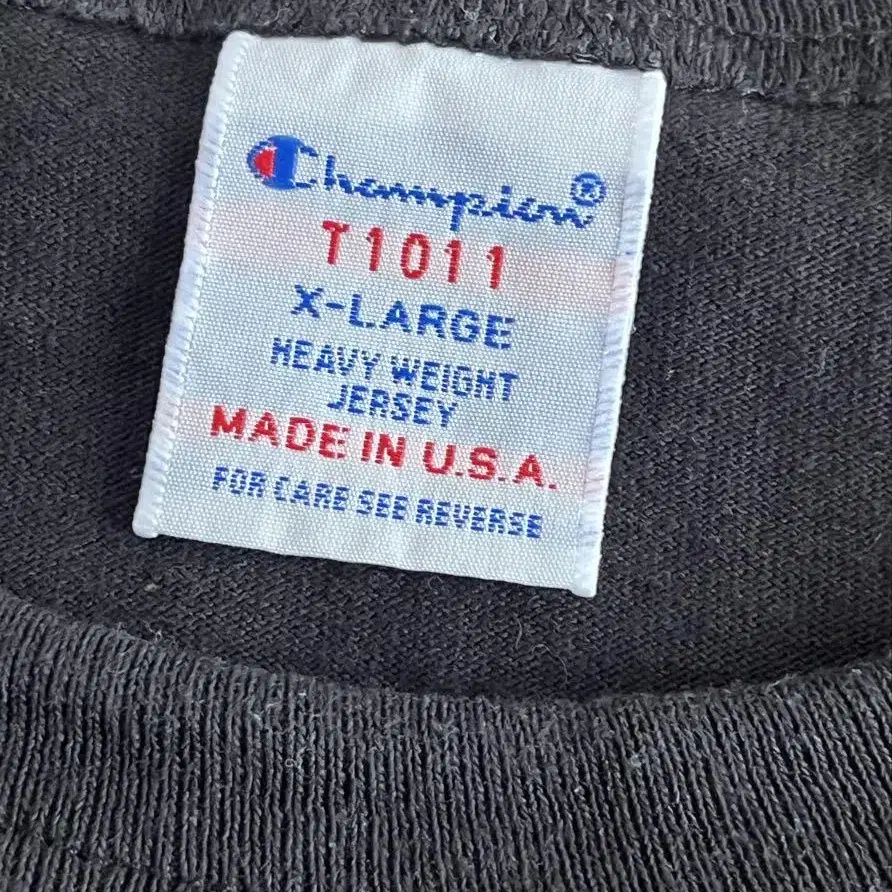 Champion®
T1011
X-LARGE
HEAVY WEIGHT
JERSEY
MADE IN U.S.A.
FOR CARE SEE REVERSE